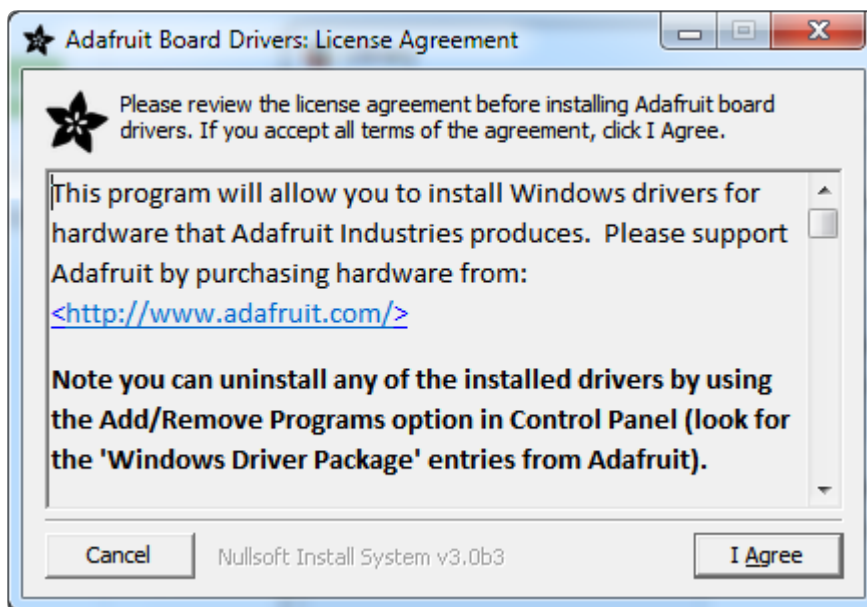 Adafruit Board Drivers: License Agreement
Please review the license agreement before installing Adafruit board
drivers. If you accept all terms of the agreement, click I Agree.
This program will allow you to install Windows drivers for
hardware that Adafruit Industries produces.  Please support
Adafruit by purchasing hardware from:
<http://www.adafruit.com/>
Note you can uninstall any of the installed drivers by using
the Add/Remove Programs option in Control Panel (look for
the 'Windows Driver Package' entries from Adafruit).
Cancel Nullsoft Install System v3.0b3 I Agree